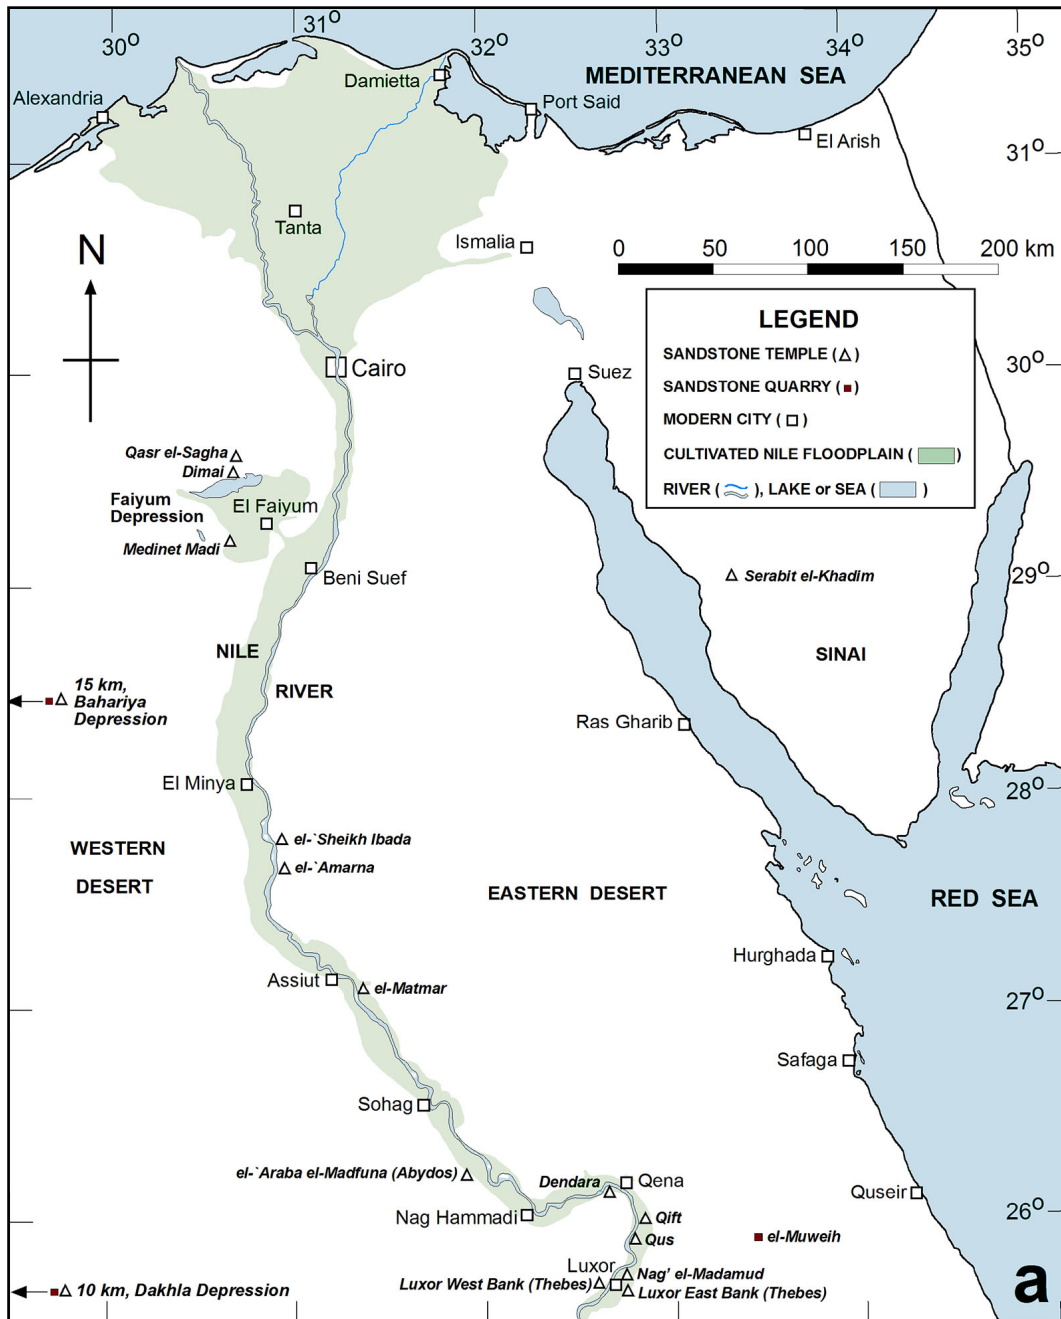 30°
31°
32°
33°
34°
35°
MEDITERRANEAN SEA
Damietta
Alexandria
Port Said
El Arish
31°
Tanta
Ismalia
N
0 50 100 150 200 km
LEGEND
SANDSTONE TEMPLE ( )
SANDSTONE QUARRY ( )
MODERN CITY ( )
CULTIVATED NILE FLOODPLAIN ( )
RIVER ( ), LAKE or SEA ( )
30°
Cairo
Suez
Qasr el-Sagha
Dimai
Faiyum
Depression
El Faiyum
Medinet Madi
Beni Suef
Serabit el-Khadim
29°
NILE
RIVER
SINAI
15 km,
Bahariya
Depression
Ras Gharib
El Minya
28°
el-`Sheikh Ibada
el-`Amarna
WESTERN
DESERT
EASTERN DESERT
RED SEA
Hurghada
Assiut
el-Matmar
27°
Safaga
Sohag
el-`Araba el-Madfuna (Abydos)
Dendara
Qena
Quseir
Nag Hammadi
Qift
26°
Qus
el-Muweih
Luxor
Nag' el-Madamud
Luxor West Bank (Thebes)
Luxor East Bank (Thebes)
10 km, Dakhla Depression
a